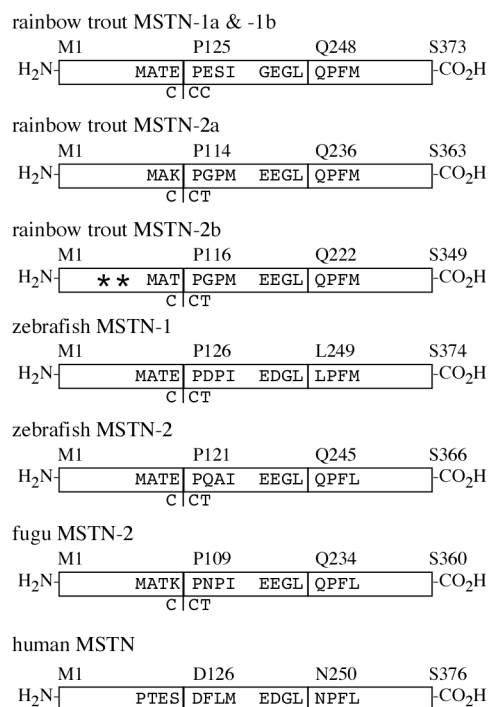 rainbow trout MSTN-1a & -1b
M1 P125 Q248 S373
H2N- MATE PESI GEGL QPFM -CO2H
C CC
rainbow trout MSTN-2a
M1 P114 Q236 S363
H2N- MAK PGPM EEGL QPFM -CO2H
C CT
rainbow trout MSTN-2b
M1 P116 Q222 S349
H2N- ** MAT PGPM EEGL QPFM -CO2H
C CT
zebrafish MSTN-1
M1 P126 L249 S374
H2N- MATE PDPI EDGL LPFM -CO2H
C CT
zebrafish MSTN-2
M1 P121 Q245 S366
H2N- MATE PQAI EEGL QPFL -CO2H
C CT
fugu MSTN-2
M1 P109 Q234 S360
H2N- MATK PNPI EEGL QPFL -CO2H
C CT
human MSTN
M1 D126 N250 S376
H2N- PTES DFLM EDGL NPFL -CO2H